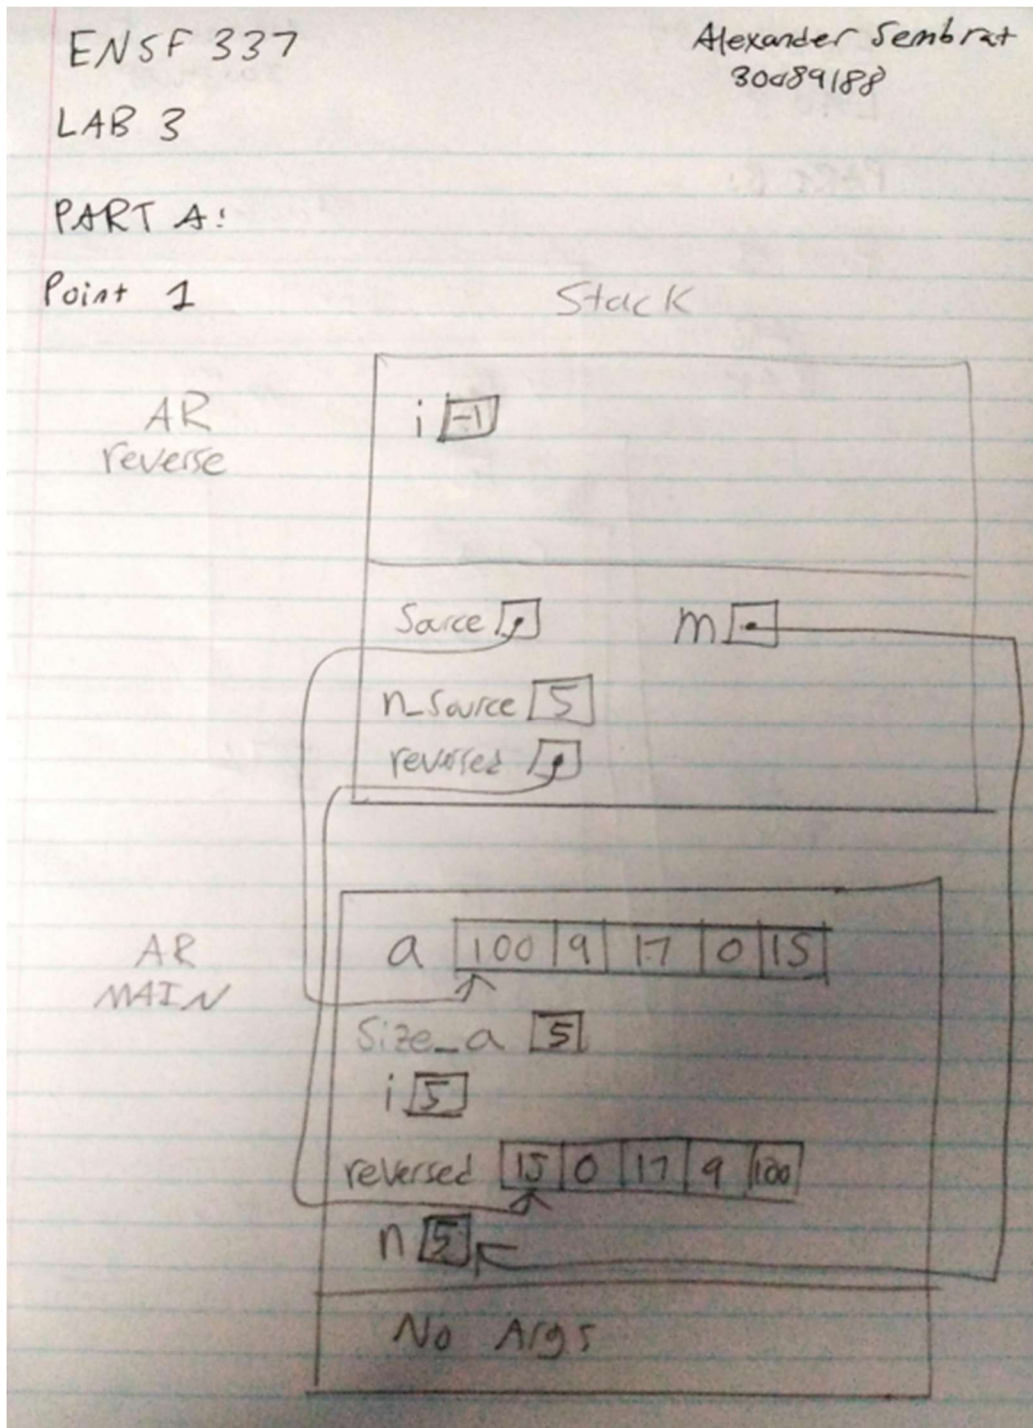 ENSF 337 Alexander Sembrat
30089188
LAB 3
PART A:
Point 1 Stack
AR
reverse
i -1
Source m
n_source 5
reversed
AR
MAIN
a 100 9 17 0 15
Size_a 5
i 5
reversed 15 0 17 9 100
n 5
No Args